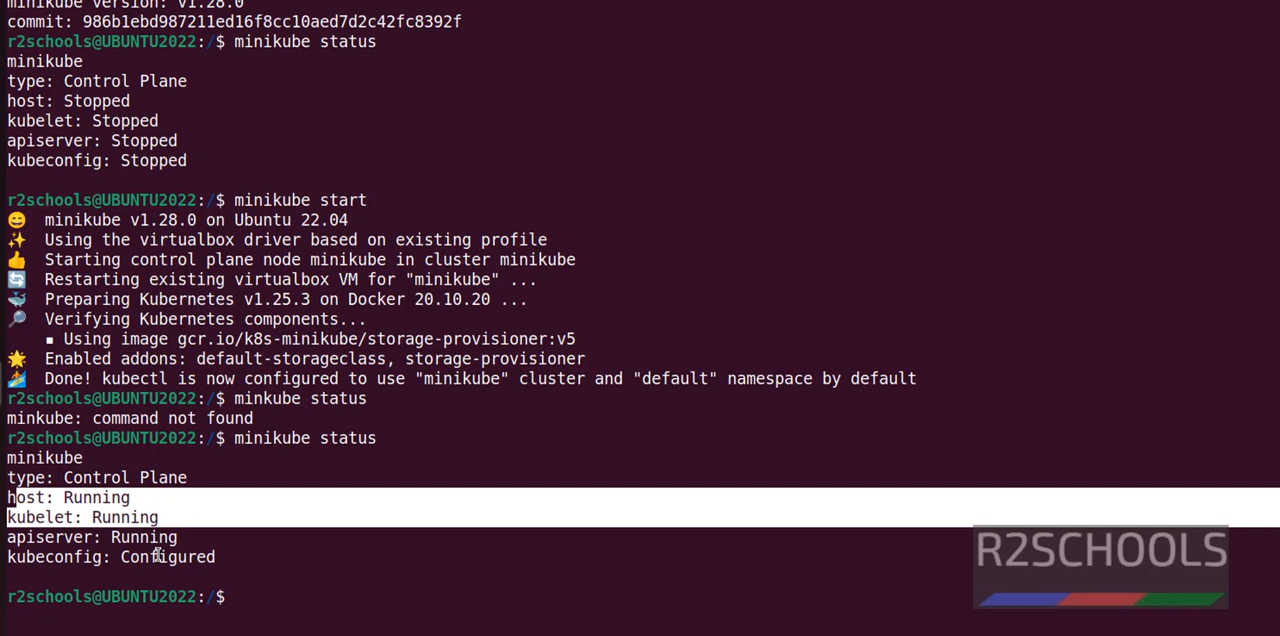 minikube version: v1.28.0
commit: 986b1ebd987211ed16f8cc10aed7d2c42fc8392f
r2schools@UBUNTU2022:/$ minikube status
minikube
type: Control Plane
host: Stopped
kubelet: Stopped
apiserver: Stopped
kubeconfig: Stopped
r2schools@UBUNTU2022:/$ minikube start
😄 minikube v1.28.0 on Ubuntu 22.04
✨ Using the virtualbox driver based on existing profile
👍 Starting control plane node minikube in cluster minikube
🔄 Restarting existing virtualbox VM for "minikube" ...
🐳 Preparing Kubernetes v1.25.3 on Docker 20.10.20 ...
🔎 Verifying Kubernetes components...
▪ Using image gcr.io/k8s-minikube/storage-provisioner:v5
🌟 Enabled addons: default-storageclass, storage-provisioner
🏄 Done! kubectl is now configured to use "minikube" cluster and "default" namespace by default
r2schools@UBUNTU2022:/$ minkube status
minkube: command not found
r2schools@UBUNTU2022:/$ minikube status
minikube
type: Control Plane
host: Running
kubelet: Running
apiserver: Running
kubeconfig: Configured
r2schools@UBUNTU2022:/$
R2SCHOOLS